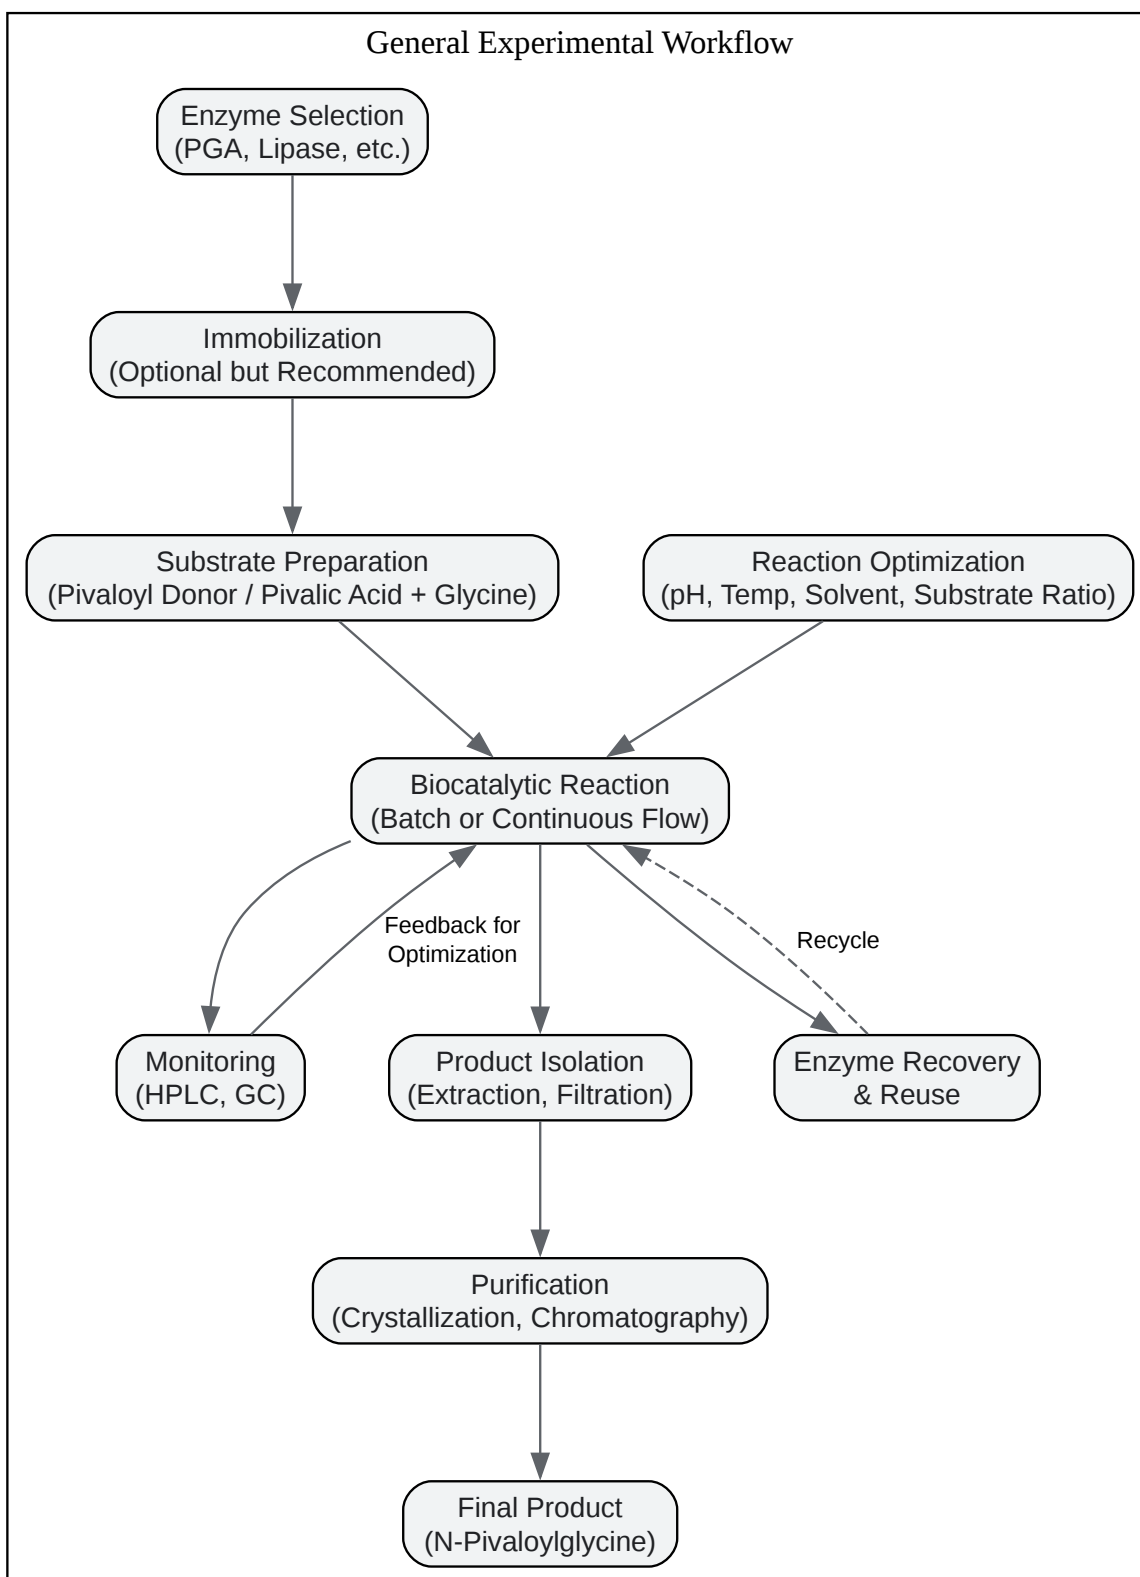 General Experimental Workflow
Enzyme Selection
(PGA, Lipase, etc.)
Immobilization
(Optional but Recommended)
Substrate Preparation
(Pivaloyl Donor / Pivalic Acid + Glycine)
Reaction Optimization
(pH, Temp, Solvent, Substrate Ratio)
Biocatalytic Reaction
(Batch or Continuous Flow)
Feedback for
Optimization
Recycle
Monitoring
(HPLC, GC)
Product Isolation
(Extraction, Filtration)
Enzyme Recovery
& Reuse
Purification
(Crystallization, Chromatography)
Final Product
(N-Pivaloylglycine)